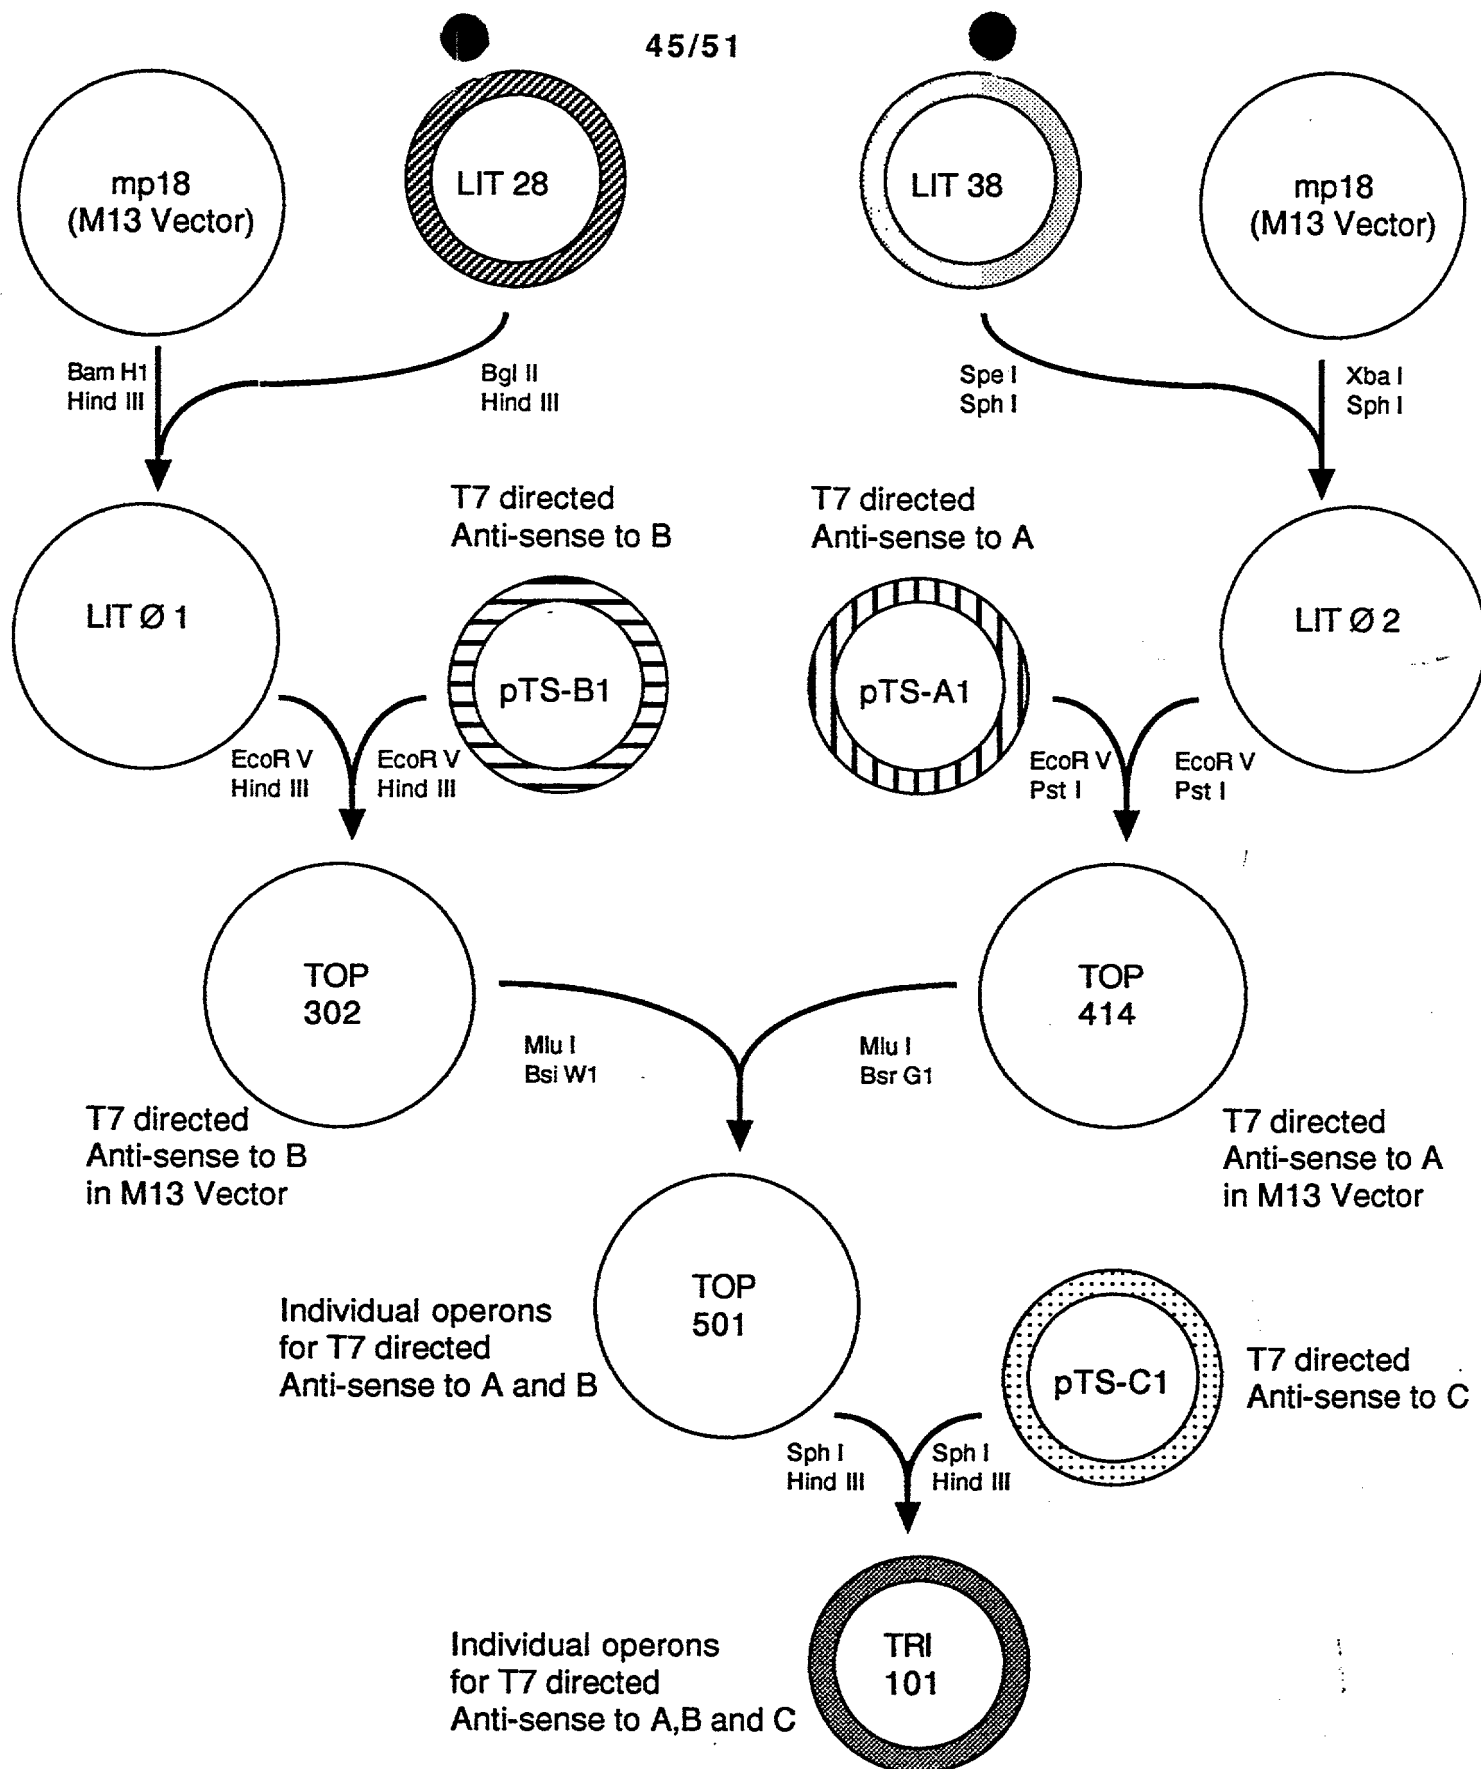 45/51
mp18
(M13 Vector)
LIT 28
LIT 38
mp18
(M13 Vector)
Bam H1
Hind III
Bgl II
Hind III
Spe I
Sph I
Xba I
Sph I
T7 directed
Anti-sense to B
T7 directed
Anti-sense to A
LIT Ø 1
pTS-B1
pTS-A1
LIT Ø 2
EcoR V
Hind III
EcoR V
Hind III
EcoR V
Pst I
EcoR V
Pst I
TOP
302
TOP
414
Mlu I
Bsi W1
Mlu I
Bsr G1
T7 directed
Anti-sense to B
in M13 Vector
T7 directed
Anti-sense to A
in M13 Vector
TOP
501
Individual operons
for T7 directed
Anti-sense to A and B
pTS-C1
T7 directed
Anti-sense to C
Sph I
Hind III
Sph I
Hind III
TRI
101
Individual operons
for T7 directed
Anti-sense to A,B and C